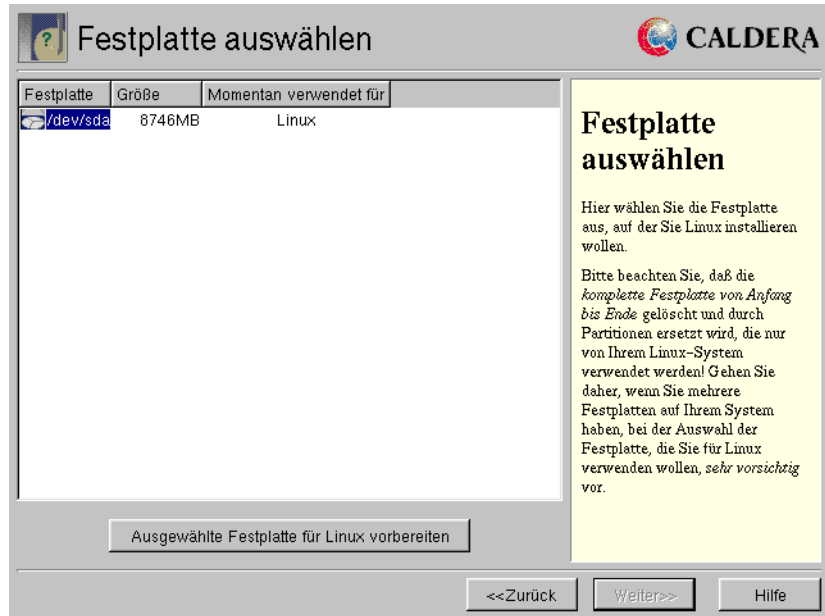 Festplatte auswählen
CALDERA
Festplatte Größe Momentan verwendet für
/dev/sda 8746MB Linux
Ausgewählte Festplatte für Linux vorbereiten
Festplatte
auswählen
Hier wählen Sie die Festplatte
aus, auf der Sie Linux installieren
wollen.
Bitte beachten Sie, daß die
komplette Festplatte von Anfang
bis Ende gelöscht und durch
Partitionen ersetzt wird, die nur
von Ihrem Linux-System
verwendet werden! Gehen Sie
daher, wenn Sie mehrere
Festplatten auf Ihrem System
haben, bei der Auswahl der
Festplatte, die Sie für Linux
verwenden wollen, sehr vorsichtig
vor.
<<Zurück Weiter>> Hilfe